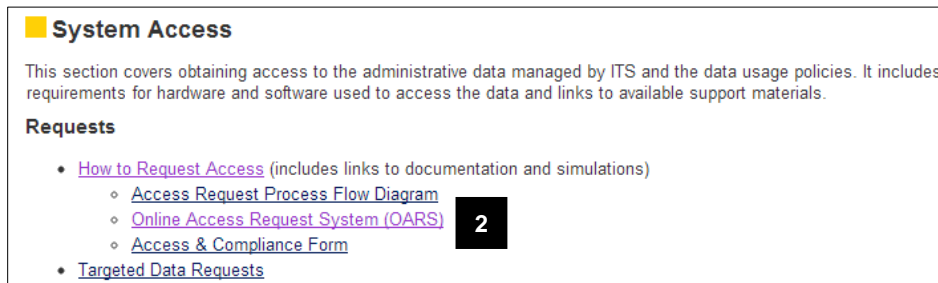 System Access
This section covers obtaining access to the administrative data managed by ITS and the data usage policies. It includes
requirements for hardware and software used to access the data and links to available support materials.
Requests
How to Request Access (includes links to documentation and simulations)
Access Request Process Flow Diagram
Online Access Request System (OARS)
2
Access & Compliance Form
Targeted Data Requests